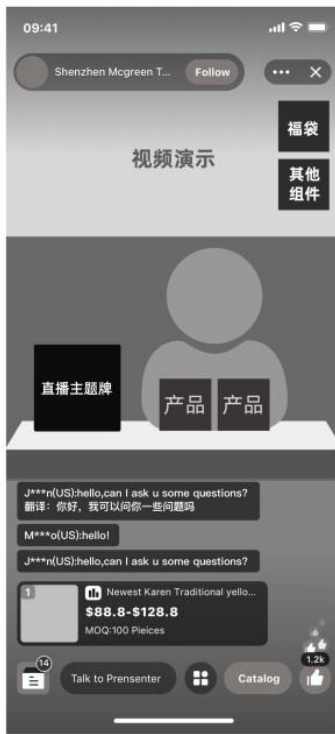 09:41
Shenzhen Mcgreen T...
Follow
福袋
视频演示
其他
组件
直播主题牌
产品
产品
J***n(US):hello,can I ask u some questions?
翻译：你好，我可以问你一些问题吗
M***o(US):hello!
J***n(US):hello,can I ask u some questions?
1
Newest Karen Traditional yello...
$88.8-$128.8
MOQ:100 Pieices
14
Talk to Prensenter
Catalog
1.2k